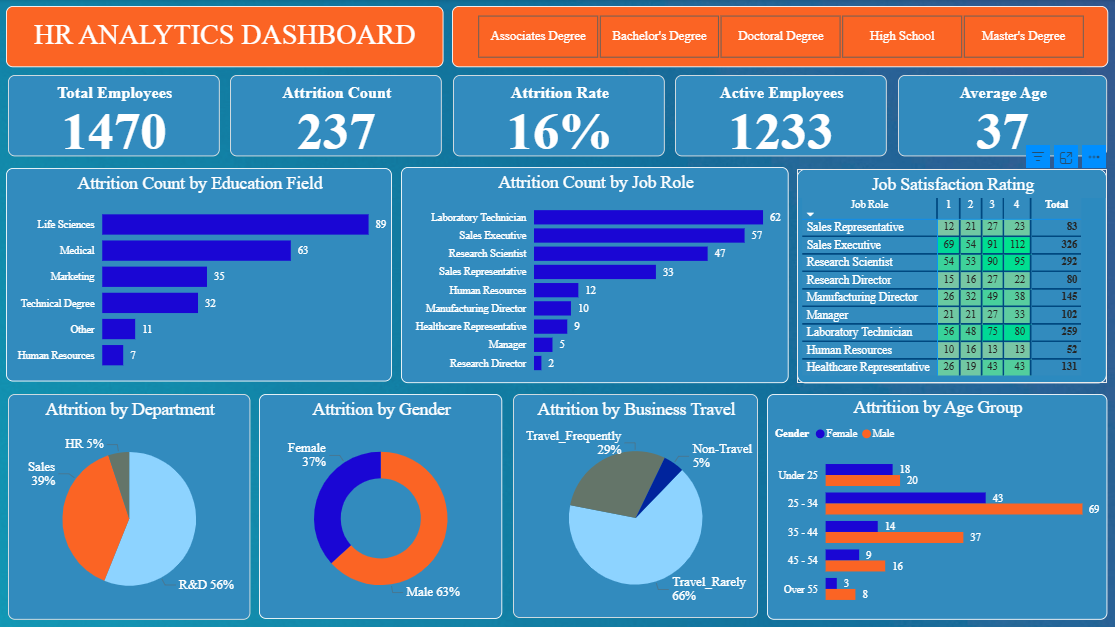 HR ANALYTICS DASHBOARD
Associates Degree
Bachelor's Degree
Doctoral Degree
High School
Master's Degree
Total Employees
1470
Attrition Count
237
Attrition Rate
16%
Active Employees
1233
Average Age
37
Attrition Count by Education Field
Life Sciences 89
Medical 63
Marketing 35
Technical Degree 32
Other 11
Human Resources 7
Attrition Count by Job Role
Laboratory Technician 62
Sales Executive 57
Research Scientist 47
Sales Representative 33
Human Resources 12
Manufacturing Director 10
Healthcare Representative 9
Manager 5
Research Director 2
Job Satisfaction Rating
Job Role 1 2 3 4 Total
Sales Representative 12 21 27 23 83
Sales Executive 69 54 91 112 326
Research Scientist 54 53 90 95 292
Research Director 15 16 27 22 80
Manufacturing Director 26 32 49 38 145
Manager 21 21 27 33 102
Laboratory Technician 56 48 75 80 259
Human Resources 10 16 13 13 52
Healthcare Representative 26 19 43 43 131
Attrition by Department
HR 5%
Sales
39%
R&D 56%
Attrition by Gender
Female
37%
Male 63%
Attrition by Business Travel
Travel_Frequently
29%
Non-Travel
5%
Travel_Rarely
66%
Attritiion by Age Group
Gender Female Male
Under 25 18
20
25 - 34 43
69
35 - 44 14
37
45 - 54 9
16
Over 55 3
8